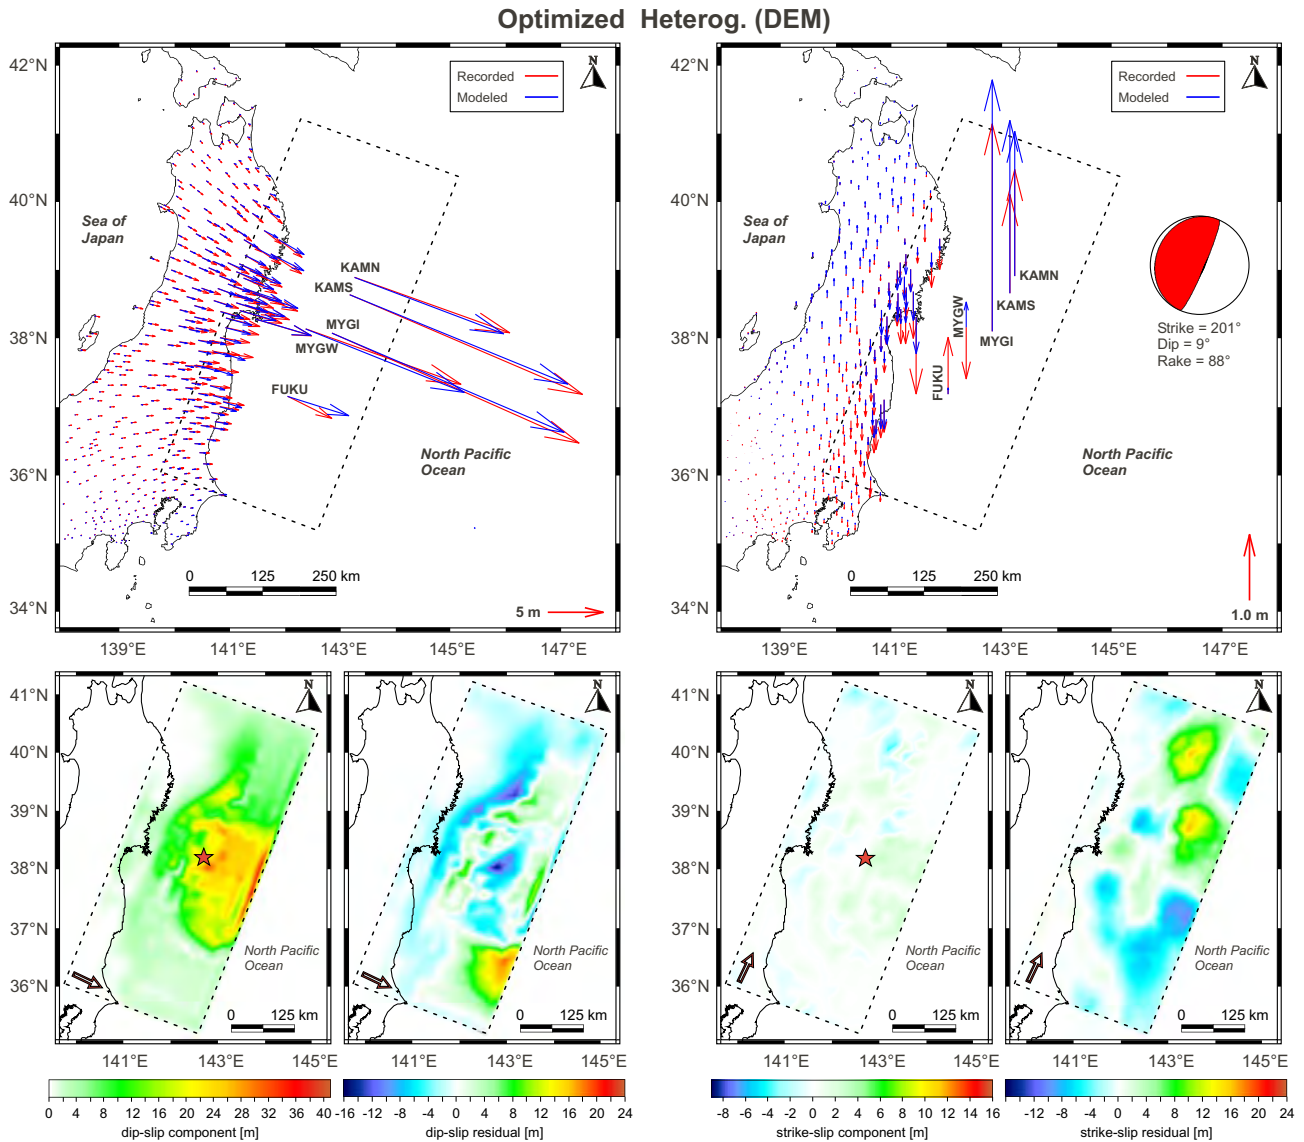 Optimized Heterog. (DEM)
42°N
40°N
38°N
36°N
34°N
139°E
141°E
143°E
145°E
147°E
Recorded
Modeled
N
Sea of
Japan
KAMN
KAMS
MYGI
MYGW
FUKU
North Pacific
Ocean
0 125 250 km
5 m
42°N
40°N
38°N
36°N
34°N
139°E
141°E
143°E
145°E
147°E
Recorded
Modeled
N
Sea of
Japan
KAMN
KAMS
MYGW
MYGI
FUKU
Strike = 201°
Dip = 9°
Rake = 88°
North Pacific
Ocean
0 125 250 km
1.0 m
41°N
40°N
39°N
38°N
37°N
36°N
N
North Pacific
Ocean
0 125 km
141°E 143°E 145°E
0 4 8 12 16 20 24 28 32 36 41
dip-slip component [m]
N
North Pacific
Ocean
0 125 km
141°E 143°E 145°E
-16 -12 -8 -4 0 4 8 12 16 20 24
dip-slip residual [m]
41°N
40°N
39°N
38°N
37°N
36°N
N
North Pacific
Ocean
0 125 km
141°E 143°E 145°E
-8 -6 -4 -2 0 2 4 6 8 10 12 14 16
strike-slip component [m]
N
North Pacific
Ocean
0 125 km
141°E 143°E 145°E
-12 -8 -4 0 4 8 12 16 20 24
strike-slip residual [m]